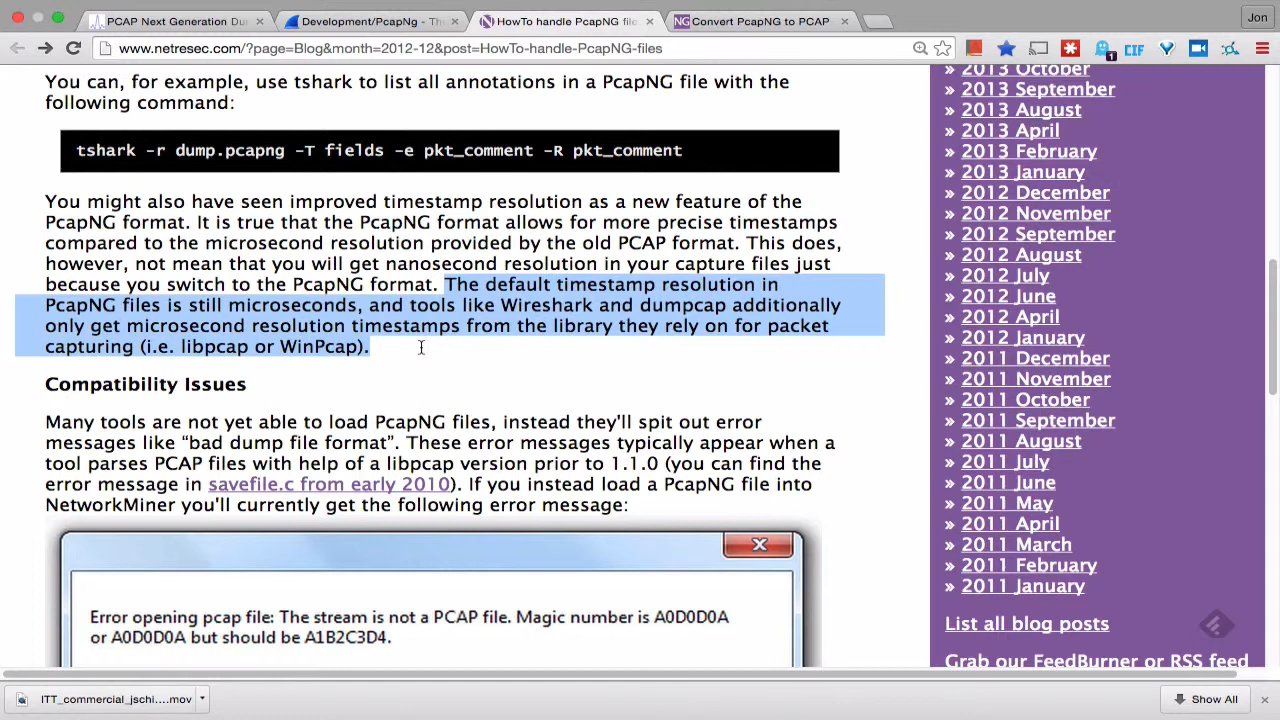 PCAP Next Generation Du
Development/PcapNg - Th
HowTo handle PcapNG file
NG Convert PcapNG to PCAP
Jon
www.netresec.com/?page=Blog&month=2012-12&post=HowTo-handle-PcapNG-files
1
CIF
You can, for example, use tshark to list all annotations in a PcapNG file with the
following command:
tshark -r dump.pcapng -T fields -e pkt_comment -R pkt_comment
You might also have seen improved timestamp resolution as a new feature of the
PcapNG format. It is true that the PcapNG format allows for more precise timestamps
compared to the microsecond resolution provided by the old PCAP format. This does,
however, not mean that you will get nanosecond resolution in your capture files just
because you switch to the PcapNG format. The default timestamp resolution in
PcapNG files is still microseconds, and tools like Wireshark and dumpcap additionally
only get microsecond resolution timestamps from the library they rely on for packet
capturing (i.e. libpcap or WinPcap).
Compatibility Issues
Many tools are not yet able to load PcapNG files, instead they'll spit out error
messages like “bad dump file format”. These error messages typically appear when a
tool parses PCAP files with help of a libpcap version prior to 1.1.0 (you can find the
error message in savefile.c from early 2010). If you instead load a PcapNG file into
NetworkMiner you'll currently get the following error message:
Error opening pcap file: The stream is not a PCAP file. Magic number is A0D0D0A
or A0D0D0A but should be A1B2C3D4.
» 2013 October
» 2013 September
» 2013 August
» 2013 April
» 2013 February
» 2013 January
» 2012 December
» 2012 November
» 2012 September
» 2012 August
» 2012 July
» 2012 June
» 2012 April
» 2012 January
» 2011 December
» 2011 November
» 2011 October
» 2011 September
» 2011 August
» 2011 July
» 2011 June
» 2011 May
» 2011 April
» 2011 March
» 2011 February
» 2011 January
List all blog posts
Grab our FeedBurner or RSS feed
ITT_commercial_jschi....mov
Show All